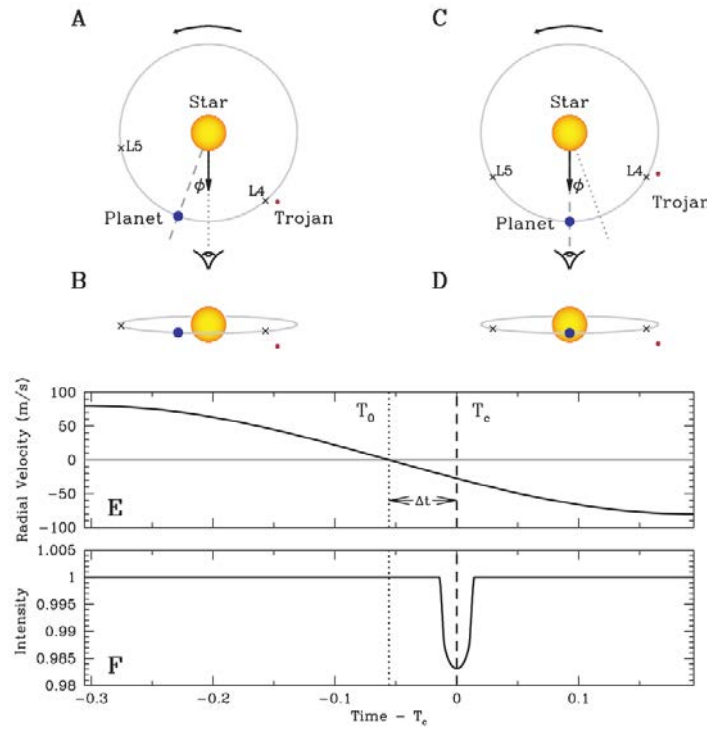 A
C
Star
Star
L5
ϕ
L4
Planet
Trojan
L5
ϕ
L4
Planet
Trojan
B
D
Radial Velocity (m/s)
100
50
0
−50
−100
T₀
T_c
Δt
E
Intensity
1.005
1
0.995
0.99
0.985
0.98
F
−0.3
−0.2
−0.1
0
0.1
Time − T_c